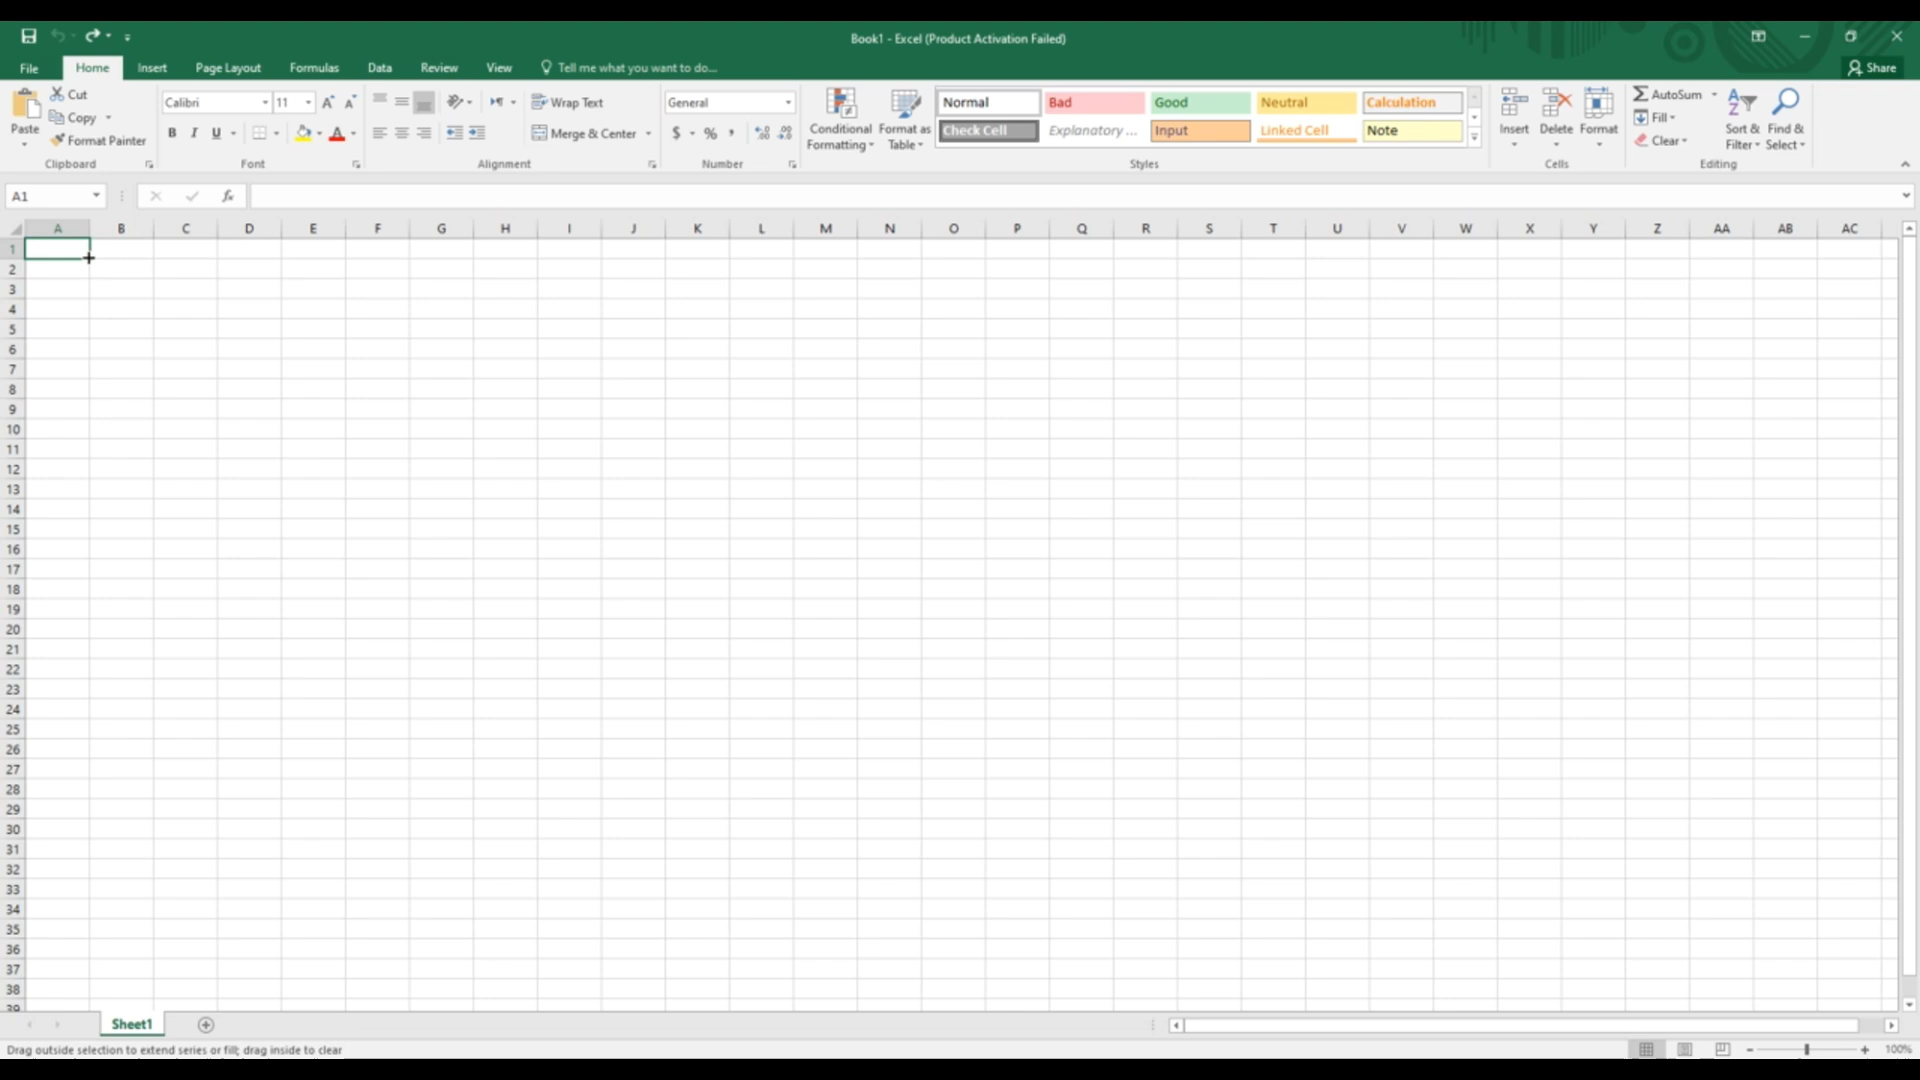 Book1 - Excel (Product Activation Failed)
File Home Insert Page Layout Formulas Data Review View Tell me what you want to do... Share
Paste Cut Copy Format Painter
Calibri 11
B I U A
Wrap Text
Merge & Center
General
$ % ,
Conditional Formatting Format as Table
Normal Bad Good Neutral Calculation
Check Cell Explanatory ... Input Linked Cell Note
Insert Delete Format
AutoSum
Fill
Clear
Sort & Filter Find & Select
Clipboard Font Alignment Number Styles Cells Editing
A1 fx
A B C D E F G H I J K L M N O P Q R S T U V W X Y Z AA AB AC
1
2
3
4
5
6
7
8
9
10
11
12
13
14
15
16
17
18
19
20
21
22
23
24
25
26
27
28
29
30
31
32
33
34
35
36
37
38
39
Sheet1
Drag outside selection to extend series or fill; drag inside to clear
100%